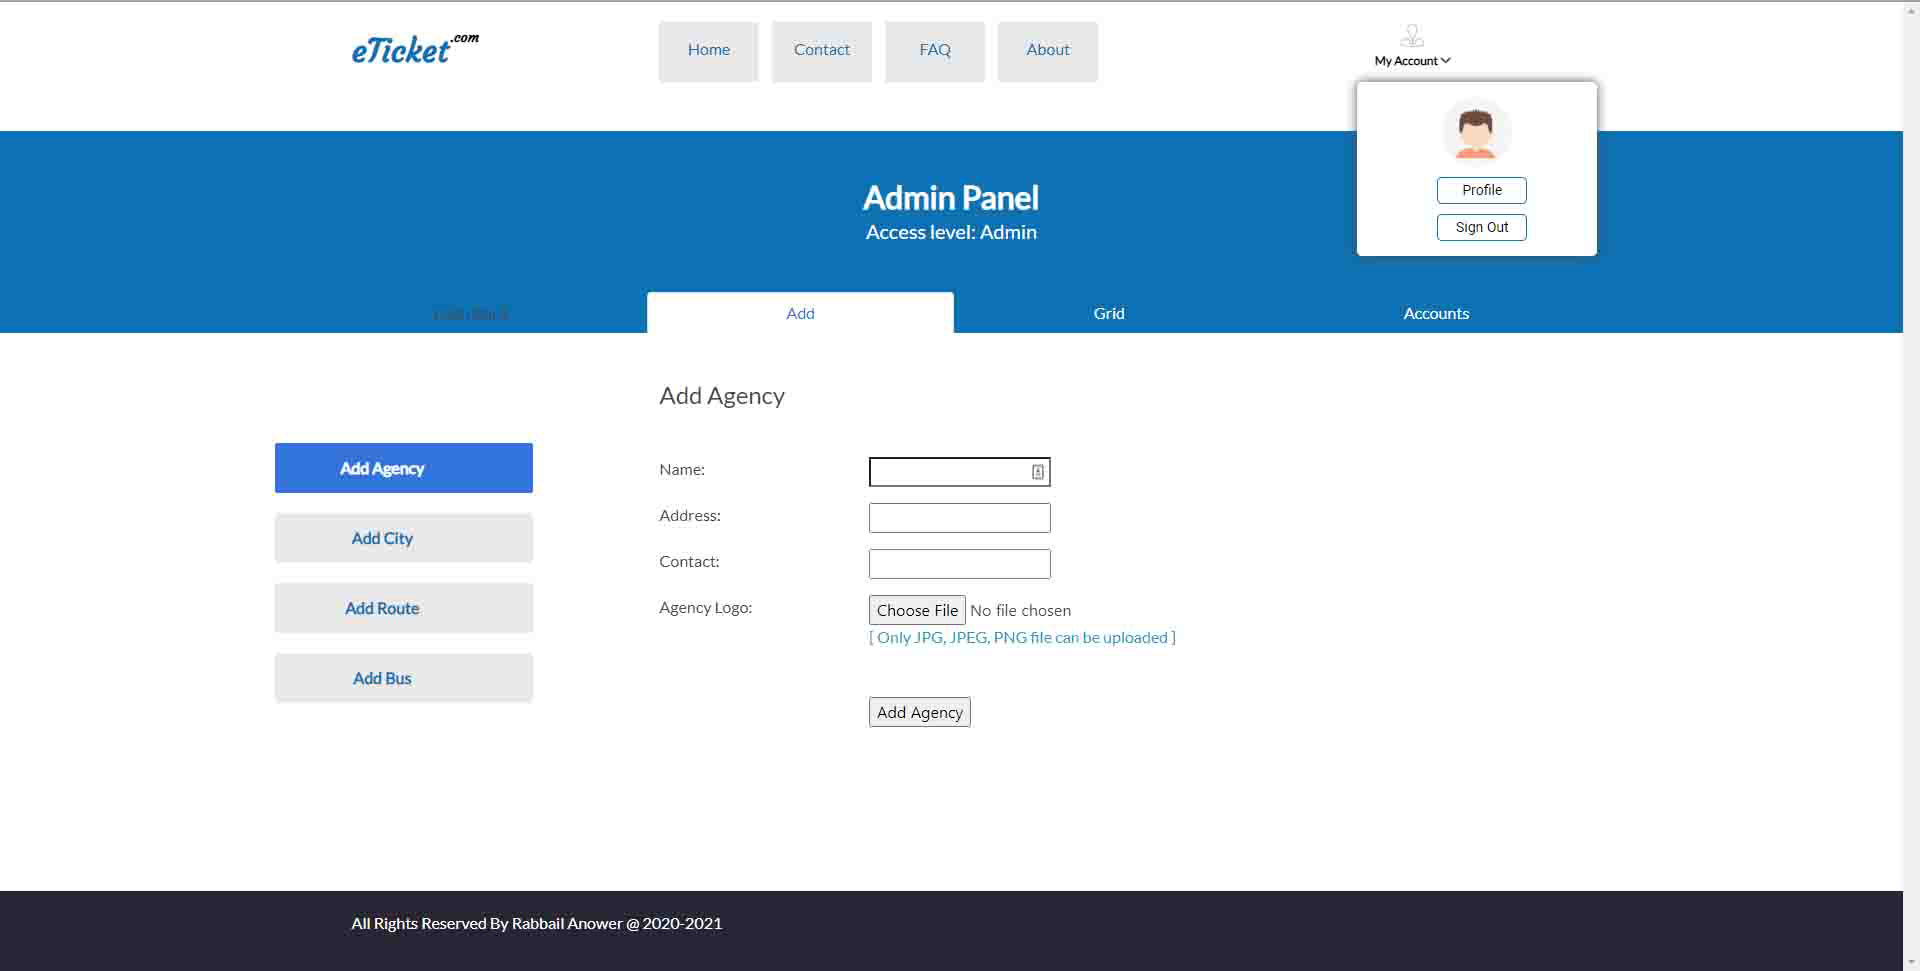 eTicket.com
Home
Contact
FAQ
About
My Account
Profile
Sign Out
Admin Panel
Access level: Admin
Add
Grid
Accounts
Add Agency
Add Agency
Add City
Add Route
Add Bus
Name:
Address:
Contact:
Agency Logo:
Choose File No file chosen
[ Only JPG, JPEG, PNG file can be uploaded ]
Add Agency
All Rights Reserved By Rabbail Anower @ 2020-2021